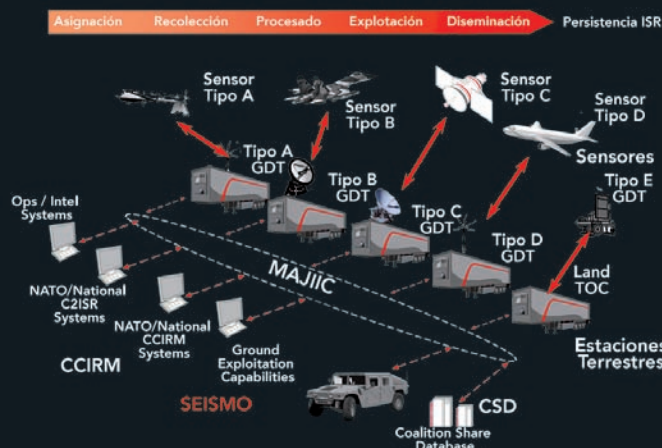 Asignación Recolección Procesado Explotación Diseminación Persistencia ISR
Sensor
Tipo A
Sensor
Tipo B
Sensor
Tipo C
Sensor
Tipo D
Sensores
Tipo A
GDT
Tipo B
GDT
Tipo C
GDT
Tipo D
GDT
Tipo E
GDT
Land
TOC
Ops / Intel
Systems
NATO/National
C2ISR
Systems
NATO/National
CCIRM
Systems
Ground
Exploitation
Capabilities
MAJIIC
CCIRM
SEISMO
Estaciones
Terrestres
CSD
Coalition Share
Database